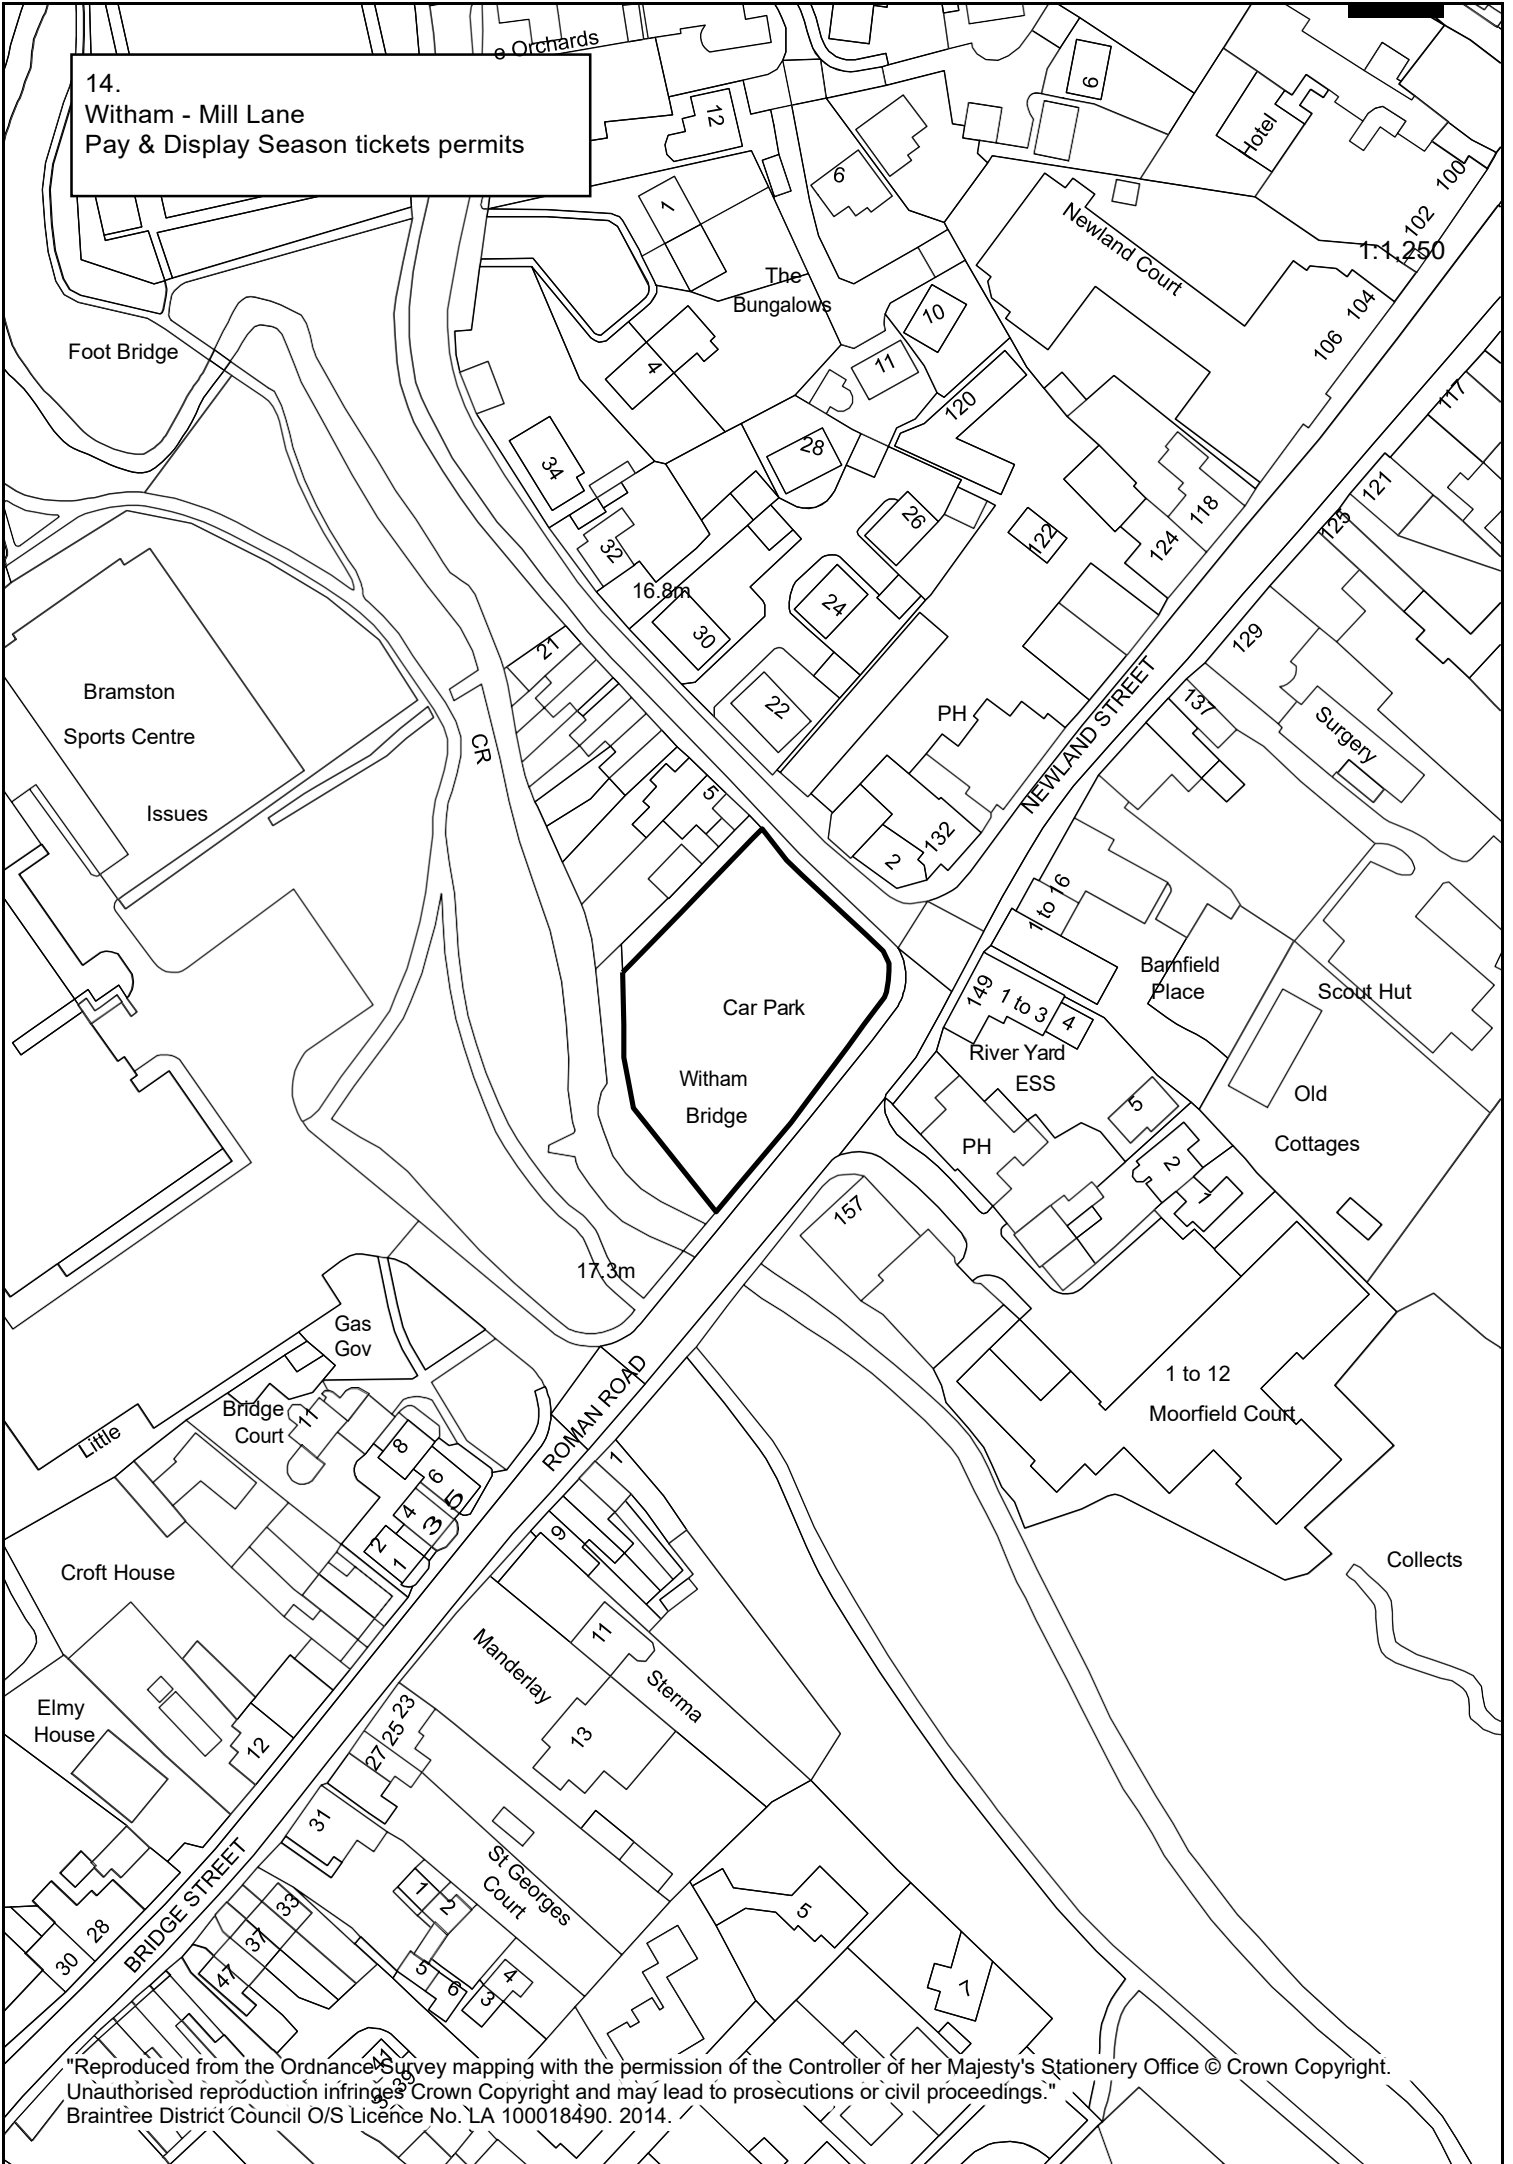 e Orchards
14.
Witham - Mill Lane
Pay & Display Season tickets permits
12
6
Hotel
100
102
1:1,250
104
106
1
6
Newland Court
The
Bungalows
10
11
Foot Bridge
4
120
117
34
28
121
125
118
26
122
124
32
16.8m
24
30
129
21
22
137
Bramston
Sports Centre
CR
PH
NEWLAND STREET
Surgery
Issues
5
132
2
1 to 16
Barnfield
Place
149
1 to 3
4
Scout Hut
Car Park
River Yard
ESS
Witham
Bridge
5
Old
Cottages
PH
2
1
157
17.3m
Gas
Gov
ROMAN ROAD
1 to 12
Moorfield Court
Bridge
Court
11
Little
8
6
5
4
3
2
1
1
9
Croft House
Collects
11
Manderlay
Sterma
13
Elmy
House
12
23
25
27
31
St Georges
Court
BRIDGE STREET
1
2
5
33
28
37
30
47
5
6
4
3
7
41
39
"Reproduced from the Ordnance Survey mapping with the permission of the Controller of her Majesty's Stationery Office © Crown Copyright.
Unauthorised reproduction infringes Crown Copyright and may lead to prosecutions or civil proceedings."
Braintree District Council O/S Licence No. LA 100018490. 2014.